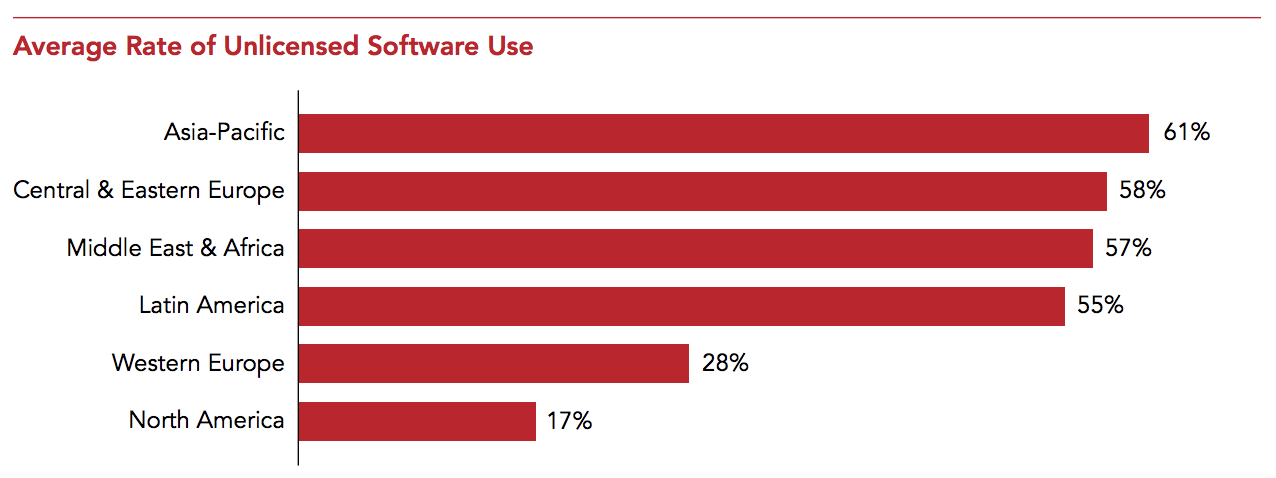 Average Rate of Unlicensed Software Use
Asia-Pacific 61%
Central & Eastern Europe 58%
Middle East & Africa 57%
Latin America 55%
Western Europe 28%
North America 17%